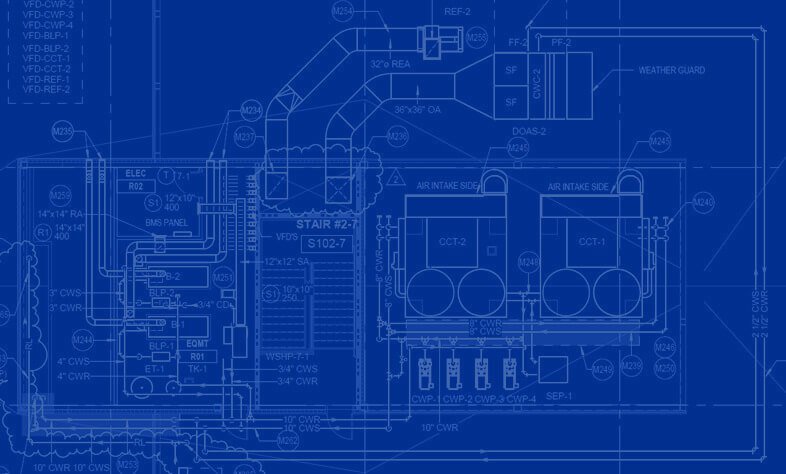 VFD-CWP-2
VFD-CWP-3
VFD-CWP-4
VFD-BLP-1
VFD-BLP-2
VFD-CCT-1
VFD-CCT-2
VFD-REF-1
VFD-REF-2
M254
REF-2
M255
32"ø REA
FF-2
PF-2
SF
SF
CWC-2
WEATHER GUARD
36"x36" OA
DOAS-2
M235
M234
M237
M236
M245
M245
ELEC
R02
T
7-1
2
AIR INTAKE SIDE
AIR INTAKE SIDE
M259
S1
12"x10"
400
M240
14"x14" RA
BMS PANEL
R1
14"x14"
400
STAIR #2-7
VFD'S
S102-7
CCT-2
CCT-1
12"x12" SA
8" CWR
8" CWS
M248
B-2
M251
3" CWS
BLP-2
S1
10"x10"
250
3" CWR
3/4" CD
2 1/2" CWS
2 1/2" CWR
B-1
8" CWR
8" CWS
M244
BLP-1
EQMT
R01
WSHP-7-1
4" CWS
3/4" CWS
4" CWR
ET-1
TK-1
3/4" CWR
M249
M239
M246
M250
CWP-1
CWP-2
CWP-3
CWP-4
SEP-1
10" CWR
10" CWS
10" CWR
RL
M262
10" CWR
10" CWS
M253